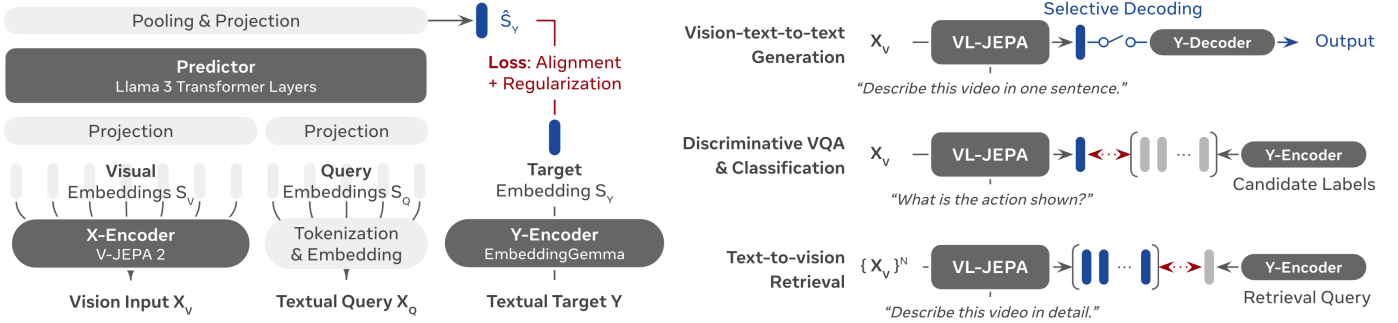 Pooling & Projection
Ŝ_Y
Predictor
Llama 3 Transformer Layers
Loss: Alignment
+ Regularization
Projection
Projection
Visual
Embeddings S_V
Query
Embeddings S_Q
Target
Embedding S_Y
X-Encoder
V-JEPA 2
Tokenization
& Embedding
Y-Encoder
EmbeddingGemma
Vision Input X_V
Textual Query X_Q
Textual Target Y
Vision-text-to-text
Generation
X_V
VL-JEPA
Selective Decoding
Y-Decoder
Output
“Describe this video in one sentence.”
Discriminative VQA
& Classification
X_V
VL-JEPA
...
Y-Encoder
Candidate Labels
“What is the action shown?”
Text-to-vision
Retrieval
{ X_V }^N
VL-JEPA
...
Y-Encoder
Retrieval Query
“Describe this video in detail.”